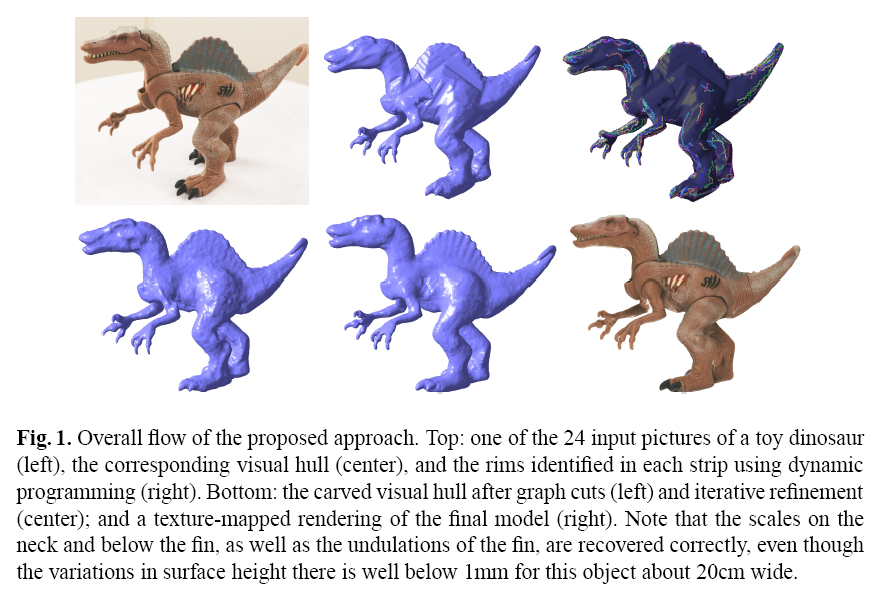 Fig. 1. Overall flow of the proposed approach. Top: one of the 24 input pictures of a toy dinosaur
(left), the corresponding visual hull (center), and the rims identified in each strip using dynamic
programming (right). Bottom: the carved visual hull after graph cuts (left) and iterative refinement
(center); and a texture-mapped rendering of the final model (right). Note that the scales on the
neck and below the fin, as well as the undulations of the fin, are recovered correctly, even though
the variations in surface height there is well below 1mm for this object about 20cm wide.